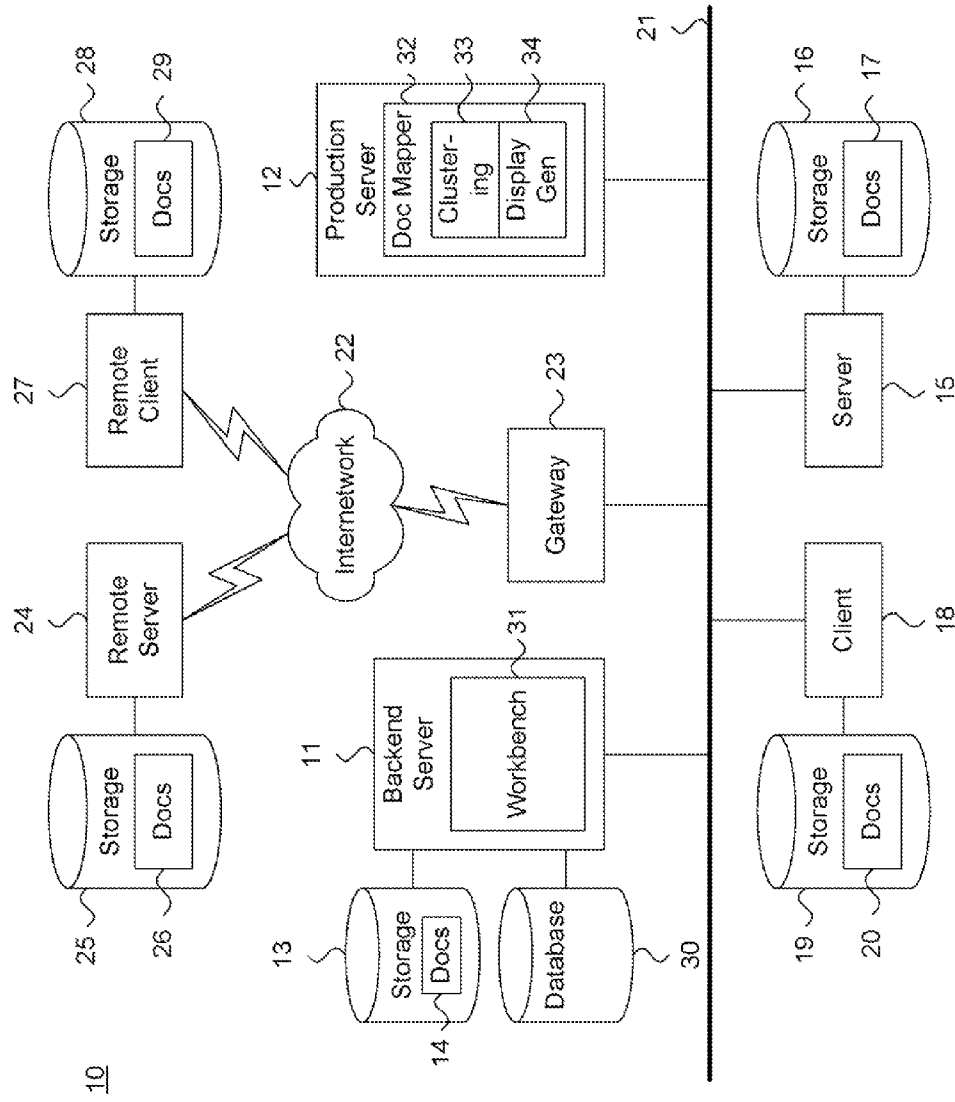 10
25
26
24
27
28
29
Storage
Docs
Remote
Server
Remote
Client
Storage
Docs
22
Internetwork
13
14
Storage
Docs
11
Backend
Server
31
Workbench
Database
30
23
Gateway
12
Production
Server
Doc Mapper
Cluster-
ing
Display
Gen
32
33
34
21
Storage
Docs
19
20
Client
18
Server
15
Storage
Docs
16
17